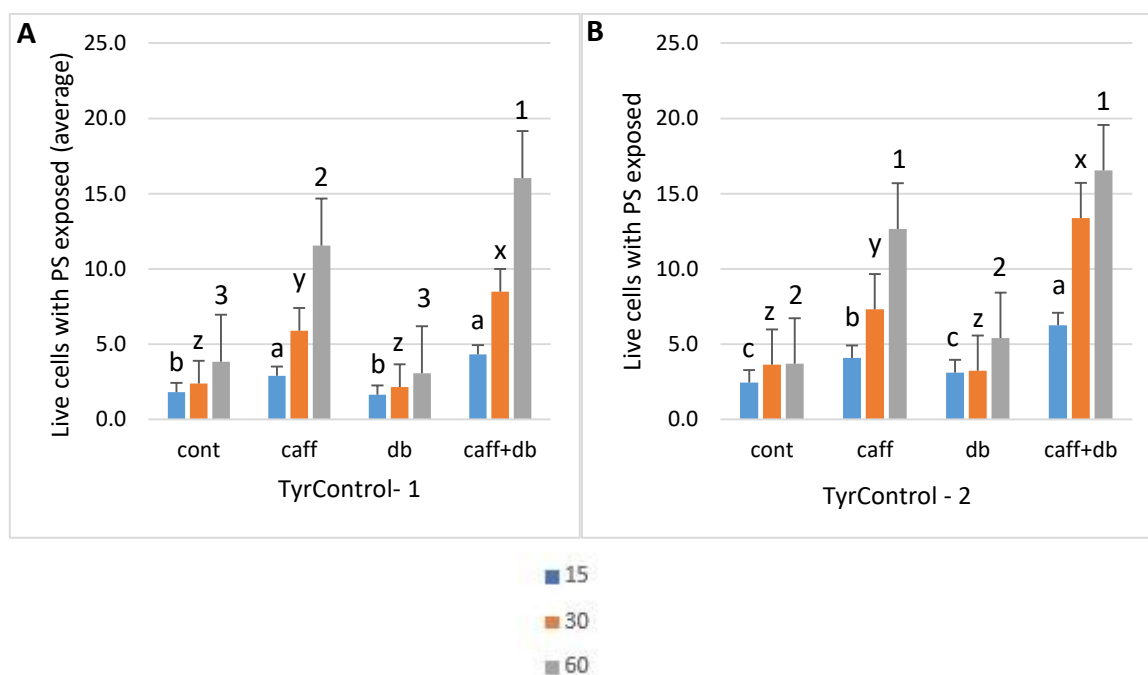 A
Live cells with PS exposed (average)
25.0
20.0
15.0
10.0
5.0
0.0
b z 3
a y 2
b z 3
a x 1
cont caff db caff+db
TyrControl- 1
B
Live cells with PS exposed
25.0
20.0
15.0
10.0
5.0
0.0
c z 2
b y 1
c z 2
a x 1
cont caff db caff+db
TyrControl - 2
15
30
60